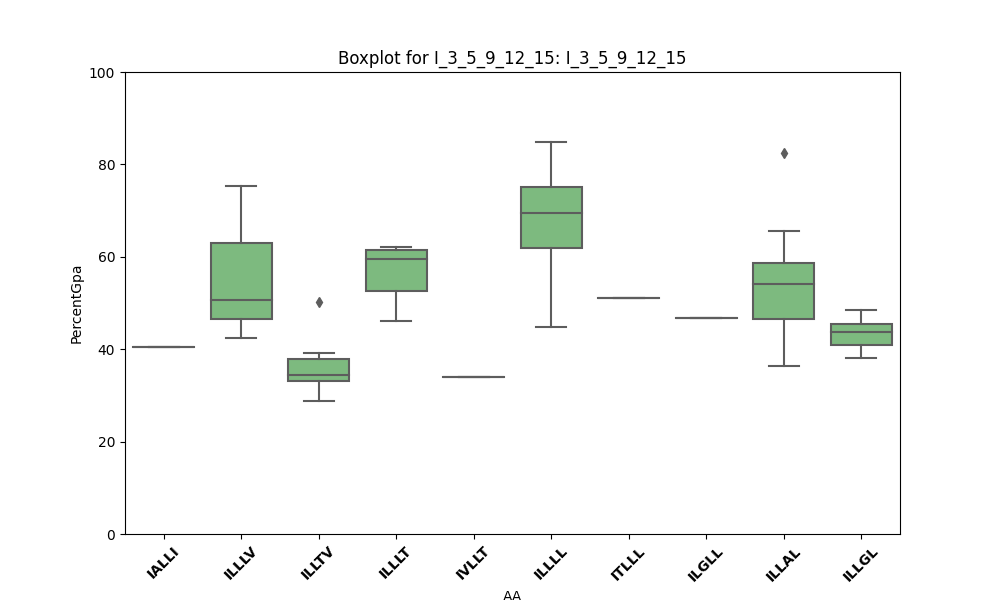 Boxplot for I_3_5_9_12_15: I_3_5_9_12_15
100
80
60
40
20
0
PercentGpa
IALLI
ILLLV
ILLTV
ILLLT
IVLLT
ILLLL
ITLLL
ILGLL
ILLAL
ILLGL
AA